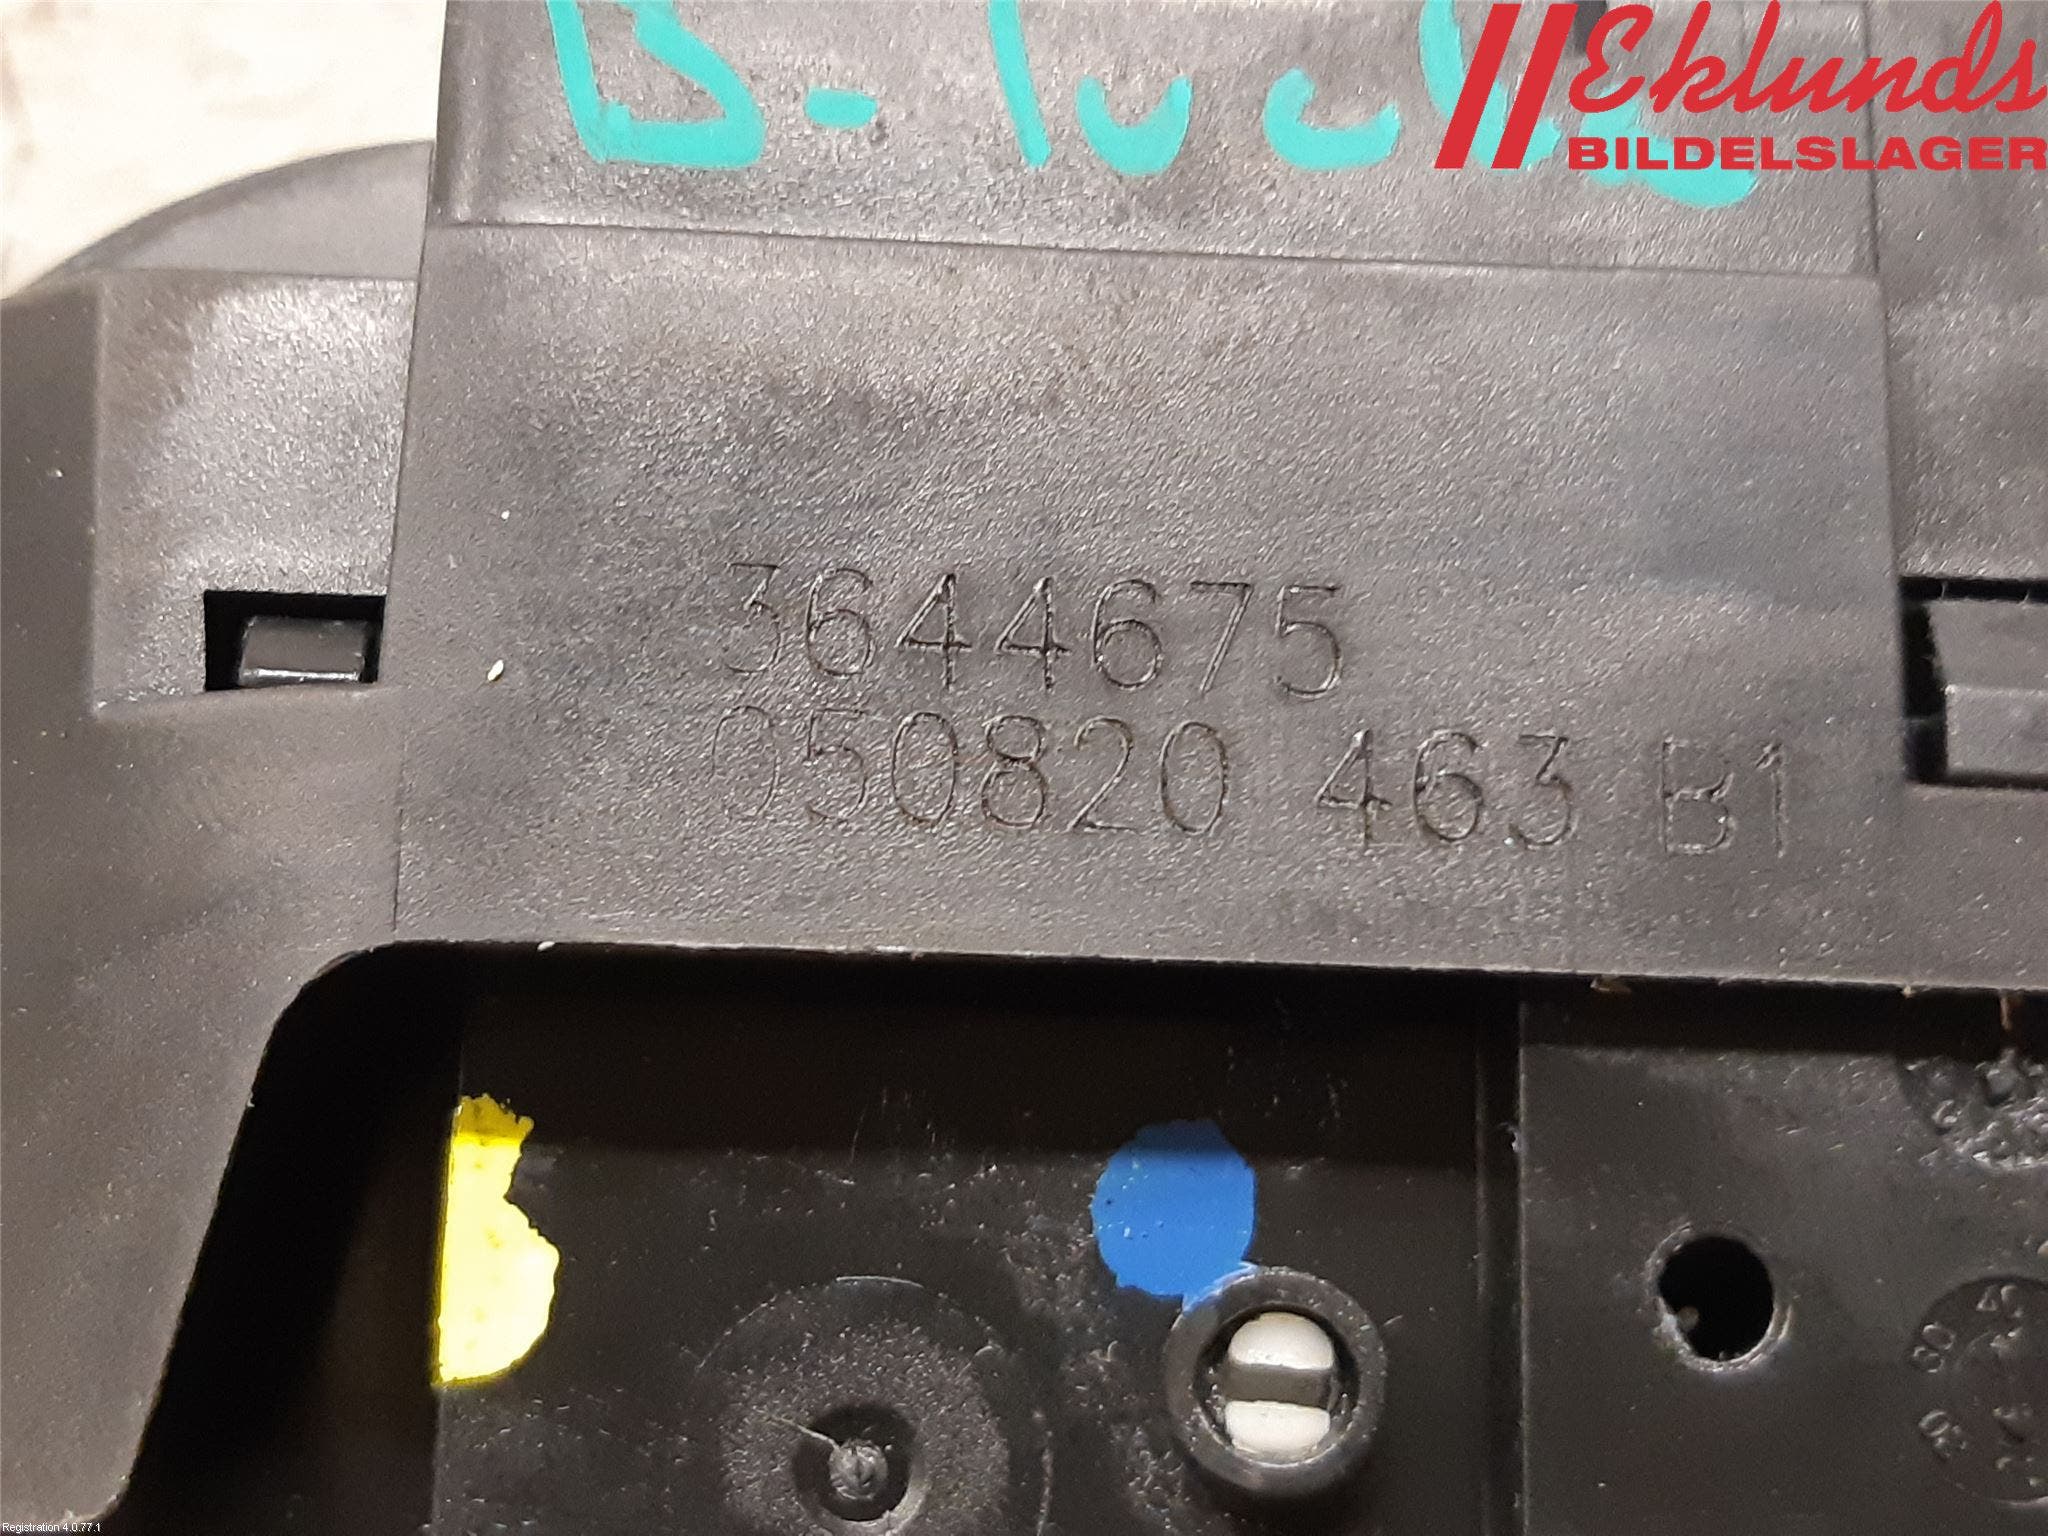 Eklunds
BILDELSLAGER
3644675
050820 463 B1
Registration 4.0.77.1